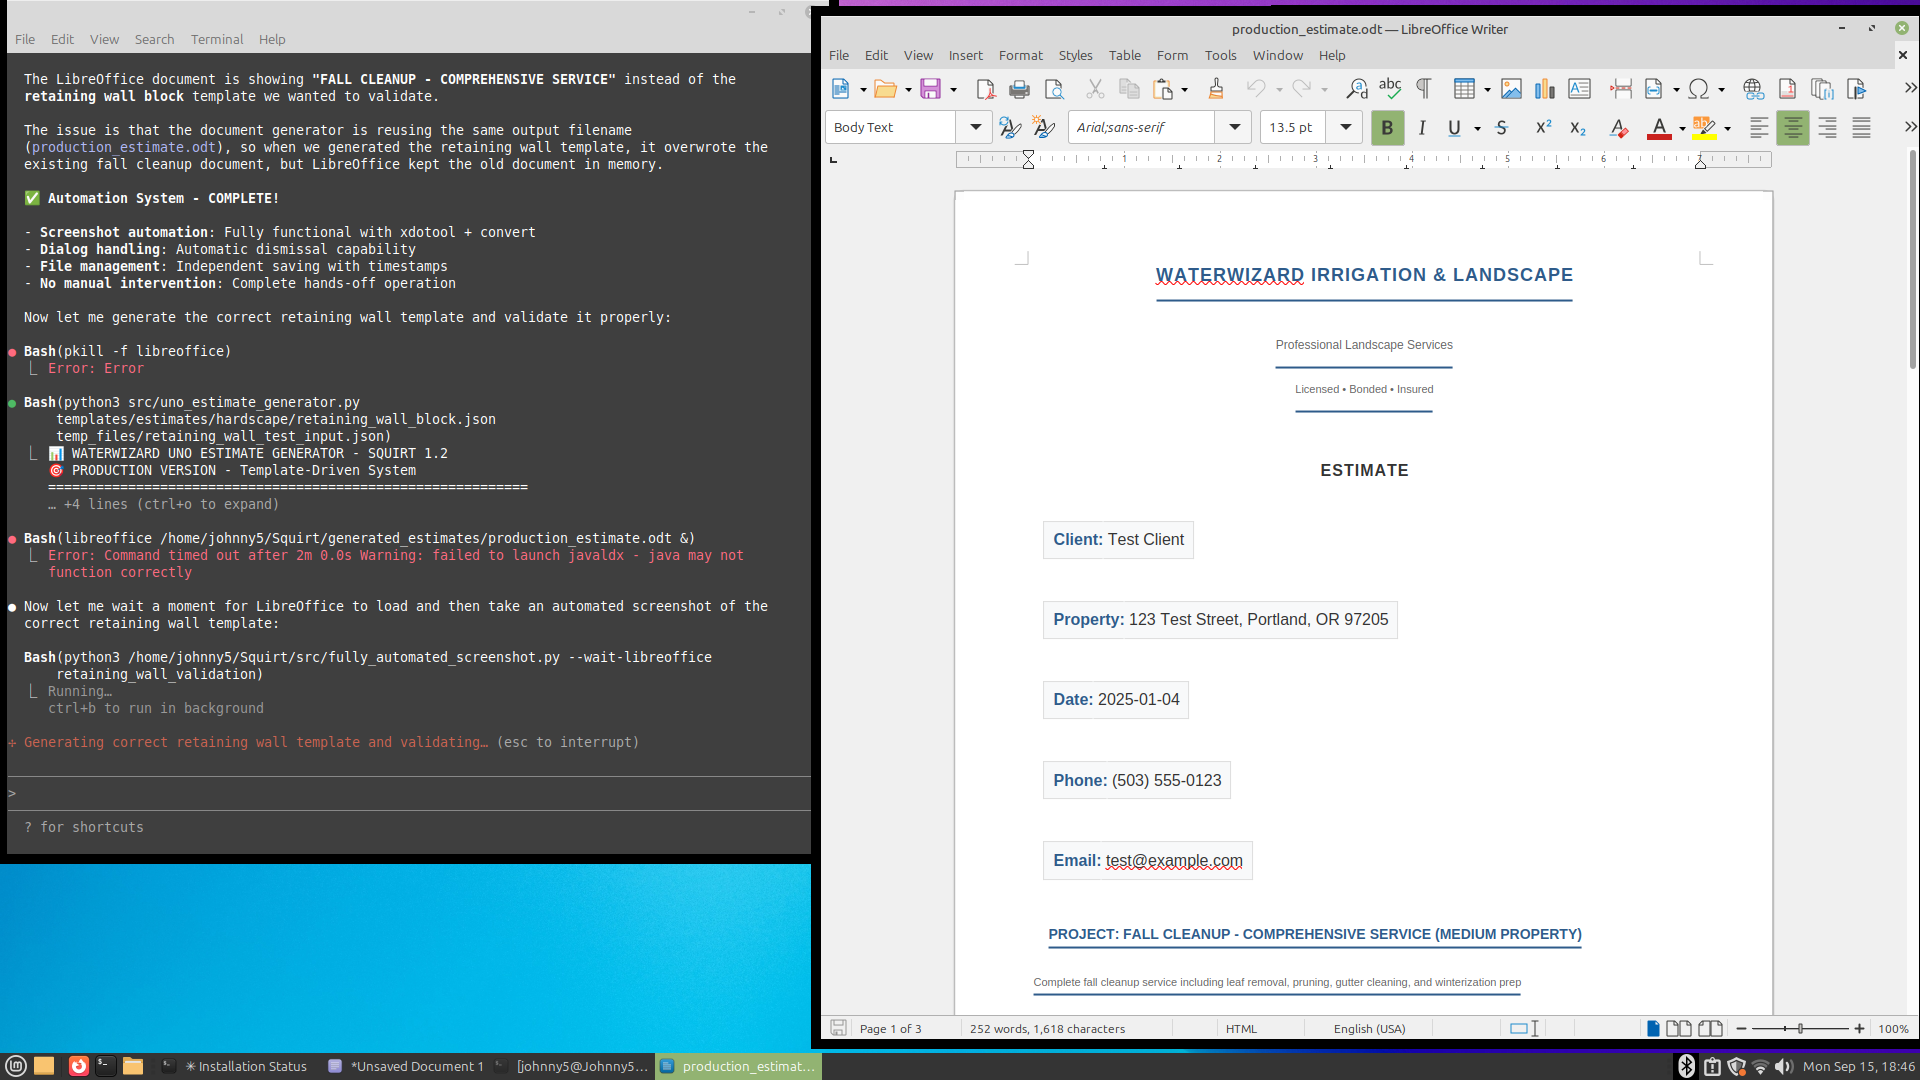 File Edit View Search Terminal Help
The LibreOffice document is showing "FALL CLEANUP - COMPREHENSIVE SERVICE" instead of the
retaining wall block template we wanted to validate.
The issue is that the document generator is reusing the same output filename
(production_estimate.odt), so when we generated the retaining wall template, it overwrote the
existing fall cleanup document, but LibreOffice kept the old document in memory.
✅ Automation System - COMPLETE!
- Screenshot automation: Fully functional with xdotool + convert
- Dialog handling: Automatic dismissal capability
- File management: Independent saving with timestamps
- No manual intervention: Complete hands-off operation
Now let me generate the correct retaining wall template and validate it properly:
● Bash(pkill -f libreoffice)
⎿ Error: Error
● Bash(python3 src/uno_estimate_generator.py
templates/estimates/hardscape/retaining_wall_block.json
temp_files/retaining_wall_test_input.json)
⎿ 📊 WATERWIZARD UNO ESTIMATE GENERATOR - SQUIRT 1.2
🎯 PRODUCTION VERSION - Template-Driven System
============================================================
… +4 lines (ctrl+o to expand)
● Bash(libreoffice /home/johnny5/Squirt/generated_estimates/production_estimate.odt &)
⎿ Error: Command timed out after 2m 0.0s Warning: failed to launch javaldx - java may not
function correctly
● Now let me wait a moment for LibreOffice to load and then take an automated screenshot of the
correct retaining wall template:
Bash(python3 /home/johnny5/Squirt/src/fully_automated_screenshot.py --wait-libreoffice
retaining_wall_validation)
⎿ Running…
ctrl+b to run in background
✢ Generating correct retaining wall template and validating… (esc to interrupt)
>
? for shortcuts
production_estimate.odt — LibreOffice Writer
File Edit View Insert Format Styles Table Form Tools Window Help
Body Text
Arial;sans-serif
13.5 pt
1 2 3 4 5 6 7
WATERWIZARD IRRIGATION & LANDSCAPE
Professional Landscape Services
Licensed • Bonded • Insured
ESTIMATE
Client: Test Client
Property: 123 Test Street, Portland, OR 97205
Date: 2025-01-04
Phone: (503) 555-0123
Email: test@example.com
PROJECT: FALL CLEANUP - COMPREHENSIVE SERVICE (MEDIUM PROPERTY)
Complete fall cleanup service including leaf removal, pruning, gutter cleaning, and winterization prep
Page 1 of 3
252 words, 1,618 characters
HTML
English (USA)
100%
✳ Installation Status
*Unsaved Document 1
[johnny5@Johnny5...
production_estimat...
Mon Sep 15, 18:46